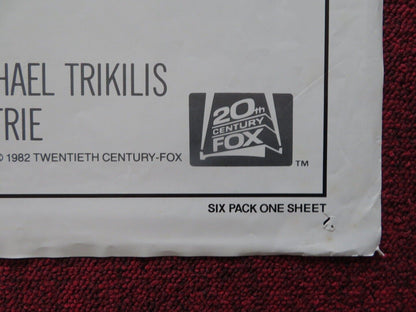 HAEL TRIKILIS
TRIE
© 1982 TWENTIETH CENTURY-FOX
20th
CENTURY
FOX
TM
SIX PACK ONE SHEET